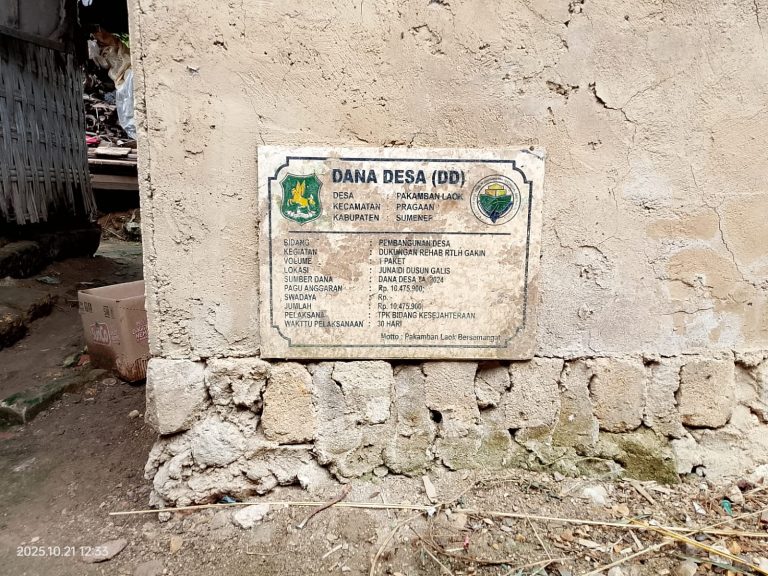 DANA DESA (DD)
DESA : PAKAMBAN LAOK
KECAMATAN : PRAGAAN
KABUPATEN : SUMENEP
BIDANG : PEMBANGUNAN DESA
KEGIATAN : DUKUNGAN REHAB RTLH GAKIN
VOLUME : 1 PAKET
LOKASI : JUNAIDI DUSUN GALIS
SUMBER DANA : DANA DESA TA. 2024
PAGU ANGGARAN : Rp. 10.475.900;
SWADAYA : Rp. -
JUMLAH : Rp. 10.475.900
PELAKSANA : TPK BIDANG KESEJAHTERAAN
WAKTTU PELAKSANAAN : 30 HARI
Motto : Pakamban Laok Bersemangat
2025.10.21 12:33